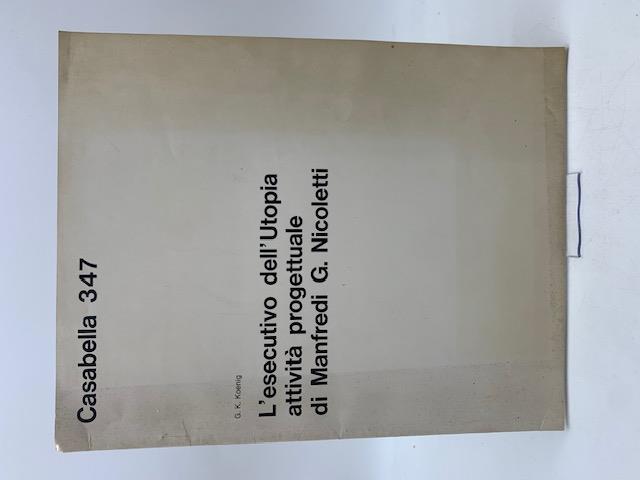 Casabella 347
G. K. Koenig
L'esecutivo dell'Utopia
attività progettuale
di Manfredi G. Nicoletti